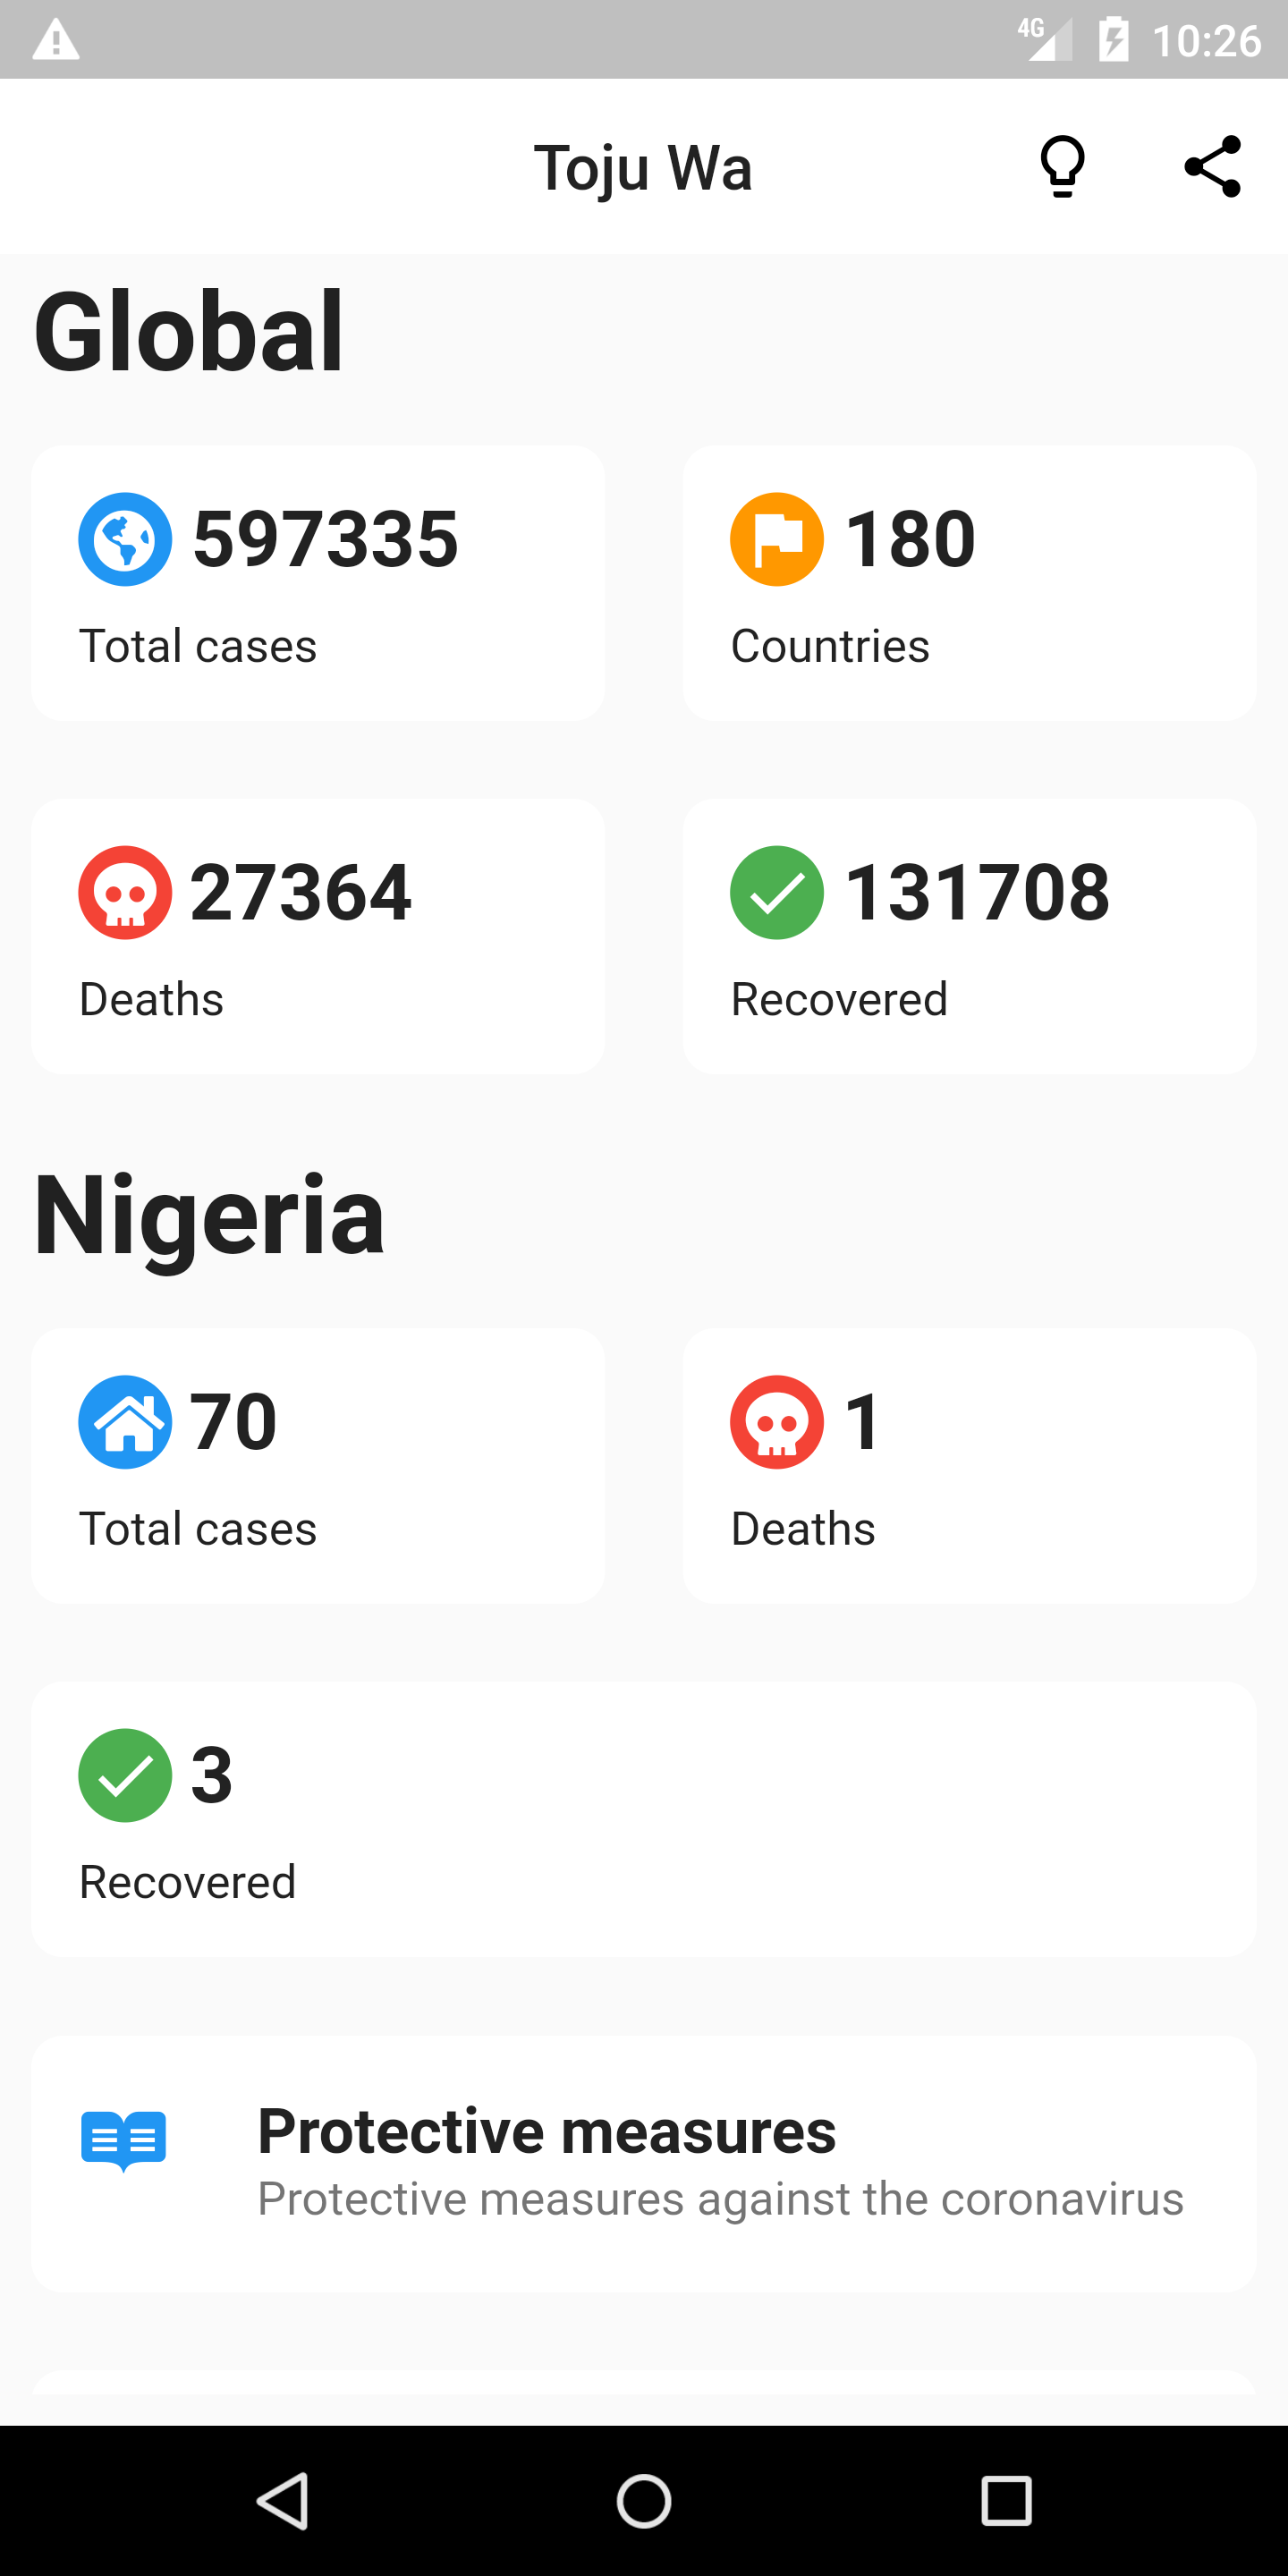 4G 10:26
Toju Wa
Global
597335
Total cases
180
Countries
27364
Deaths
131708
Recovered
Nigeria
70
Total cases
1
Deaths
3
Recovered
Protective measures
Protective measures against the coronavirus